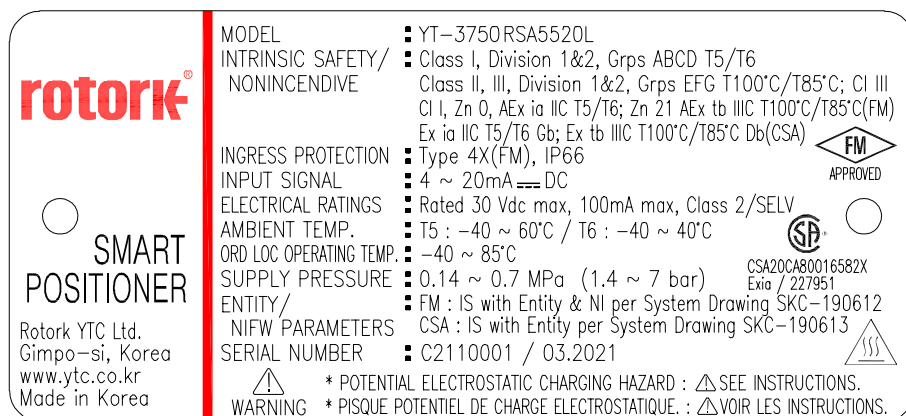 rotork®
SMART
POSITIONER
Rotork YTC Ltd.
Gimpo-si, Korea
www.ytc.co.kr
Made in Korea
MODEL : YT-3750RSA5520L
INTRINSIC SAFETY/ : Class I, Division 1&2, Grps ABCD T5/T6
NONINCENDIVE Class II, III, Division 1&2, Grps EFG T100°C/T85°C; Cl III
Cl I, Zn 0, AEx ia IIC T5/T6; Zn 21 AEx tb IIIC T100°C/T85°C(FM)
Ex ia IIC T5/T6 Gb; Ex tb IIIC T100°C/T85°C Db(CSA)
INGRESS PROTECTION : Type 4X(FM), IP66
FM
APPROVED
INPUT SIGNAL : 4 ~ 20mA ⎓ DC
ELECTRICAL RATINGS : Rated 30 Vdc max, 100mA max, Class 2/SELV
AMBIENT TEMP. : T5 : -40 ~ 60°C / T6 : -40 ~ 40°C
ORD LOC OPERATING TEMP. : -40 ~ 85°C
SA
CSA20CA80016582X
Exia / 227951
SUPPLY PRESSURE : 0.14 ~ 0.7 MPa (1.4 ~ 7 bar)
ENTITY/ : FM : IS with Entity & NI per System Drawing SKC-190612
NIFW PARAMETERS CSA : IS with Entity per System Drawing SKC-190613
SERIAL NUMBER : C2110001 / 03.2021
WARNING
* POTENTIAL ELECTROSTATIC CHARGING HAZARD : ⚠SEE INSTRUCTIONS.
* PISQUE POTENTIEL DE CHARGE ELECTROSTATIQUE. : ⚠VOIR LES INSTRUCTIONS.